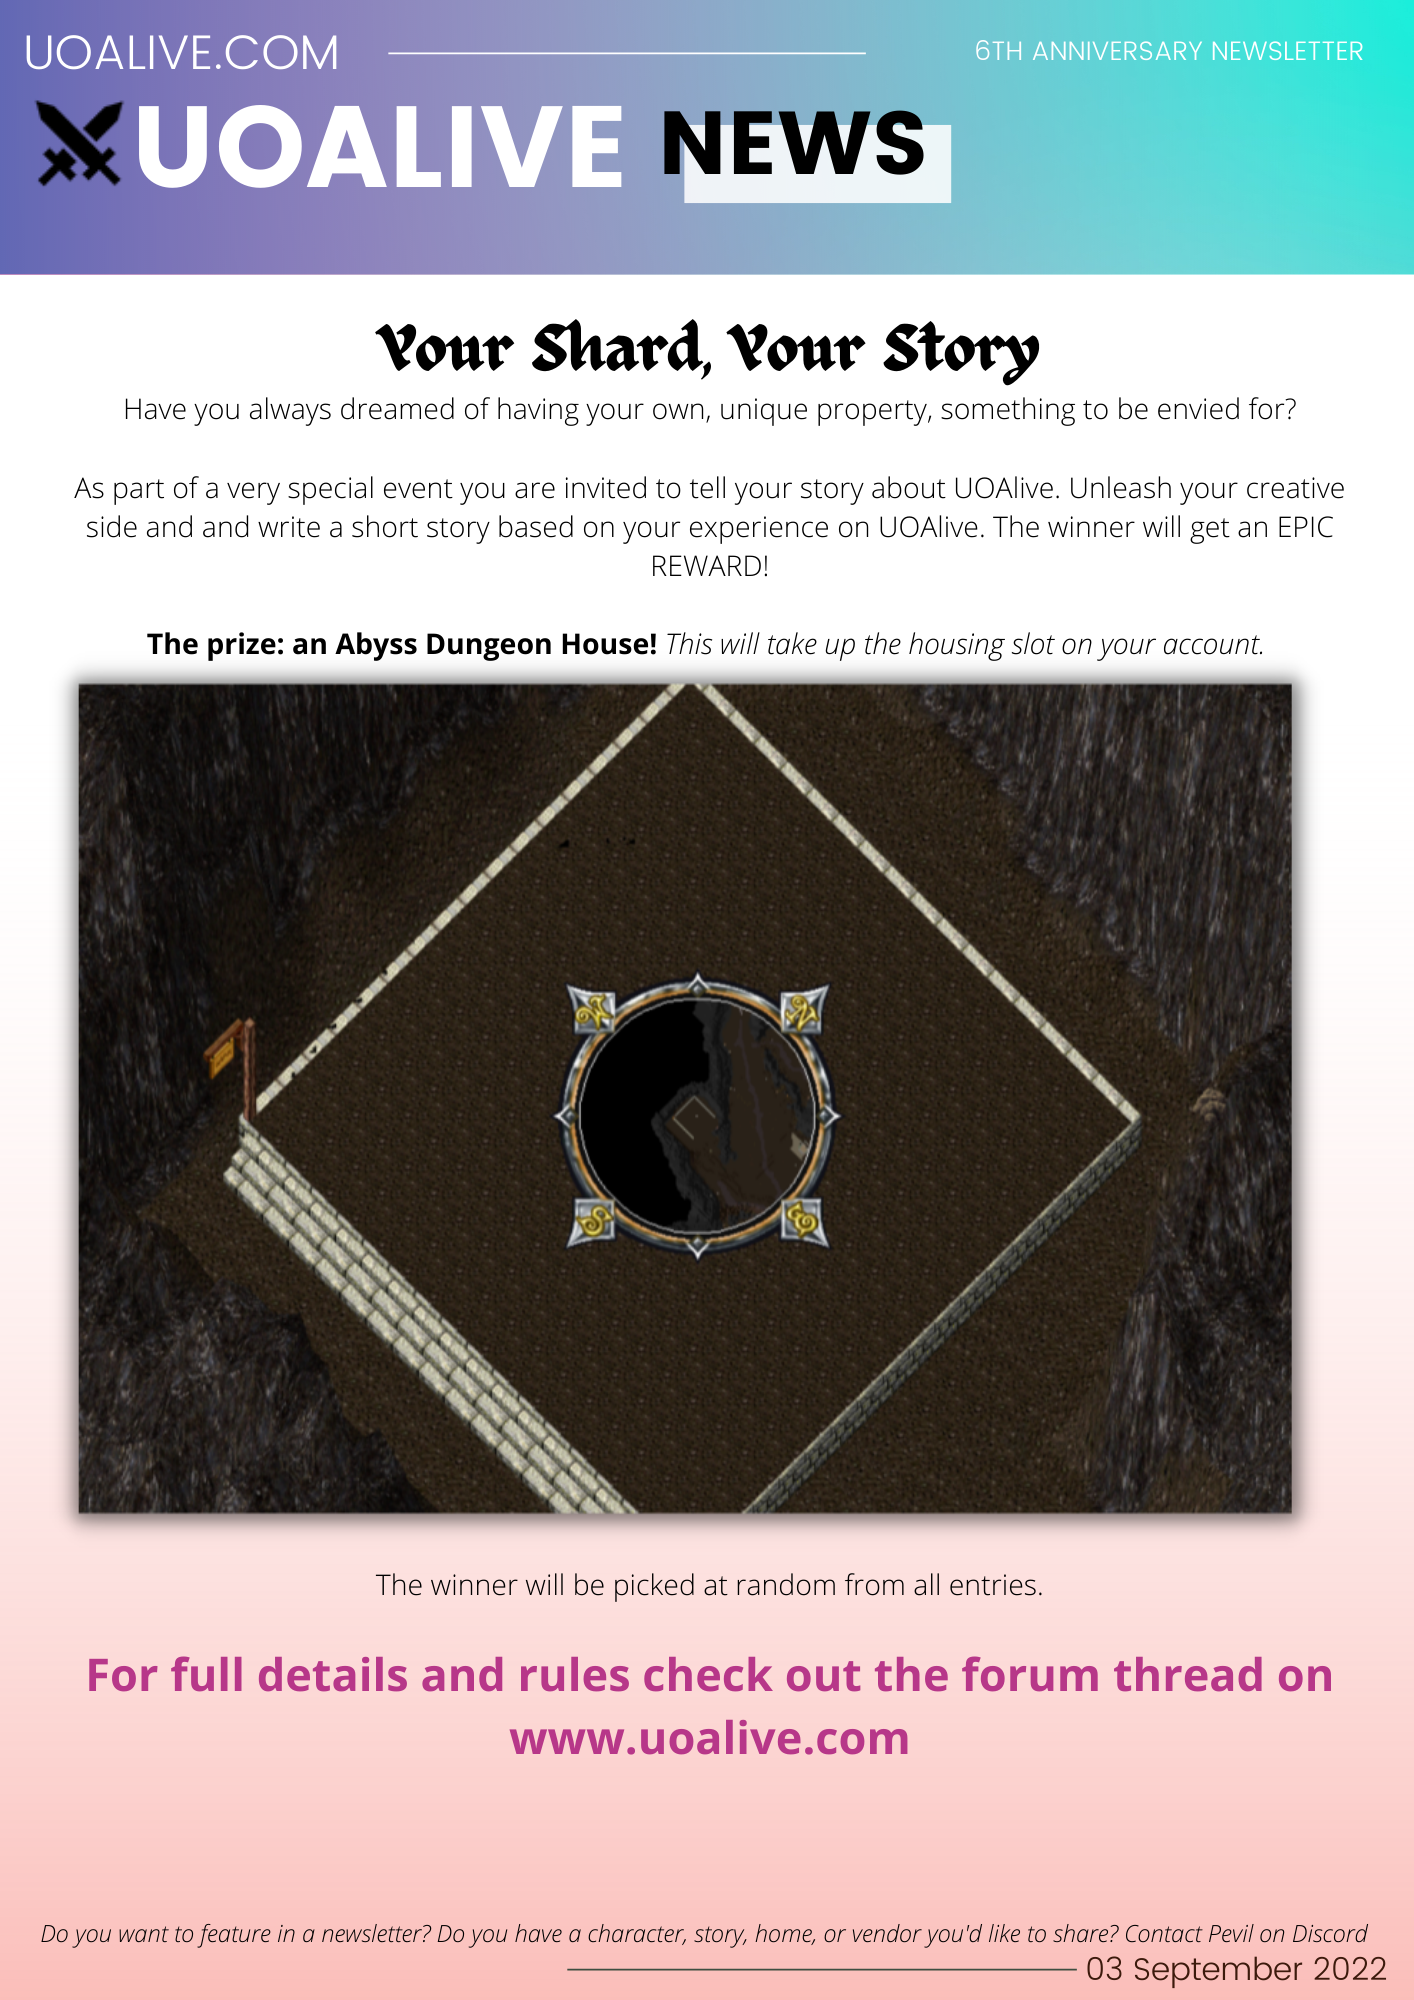 UOALIVE.COM
6TH ANNIVERSARY NEWSLETTER
UOALIVE NEWS
Your Shard, Your Story
Have you always dreamed of having your own, unique property, something to be envied for?
As part of a very special event you are invited to tell your story about UOAlive. Unleash your creative
side and and write a short story based on your experience on UOAlive. The winner will get an EPIC
REWARD!
The prize: an Abyss Dungeon House! This will take up the housing slot on your account.
W N
S E
The winner will be picked at random from all entries.
For full details and rules check out the forum thread on
www.uoalive.com
Do you want to feature in a newsletter? Do you have a character, story, home, or vendor you'd like to share? Contact Pevil on Discord
03 September 2022